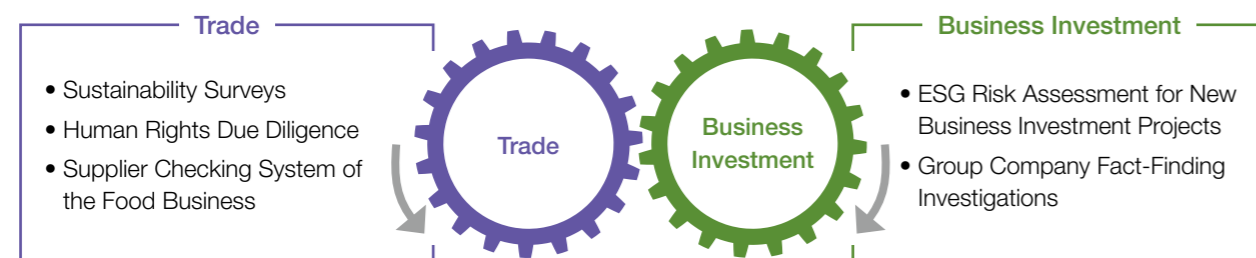 Trade
• Sustainability Surveys
• Human Rights Due Diligence
• Supplier Checking System of
the Food Business
Trade
Business
Investment
Business Investment
• ESG Risk Assessment for New
Business Investment Projects
• Group Company Fact-Finding
Investigations